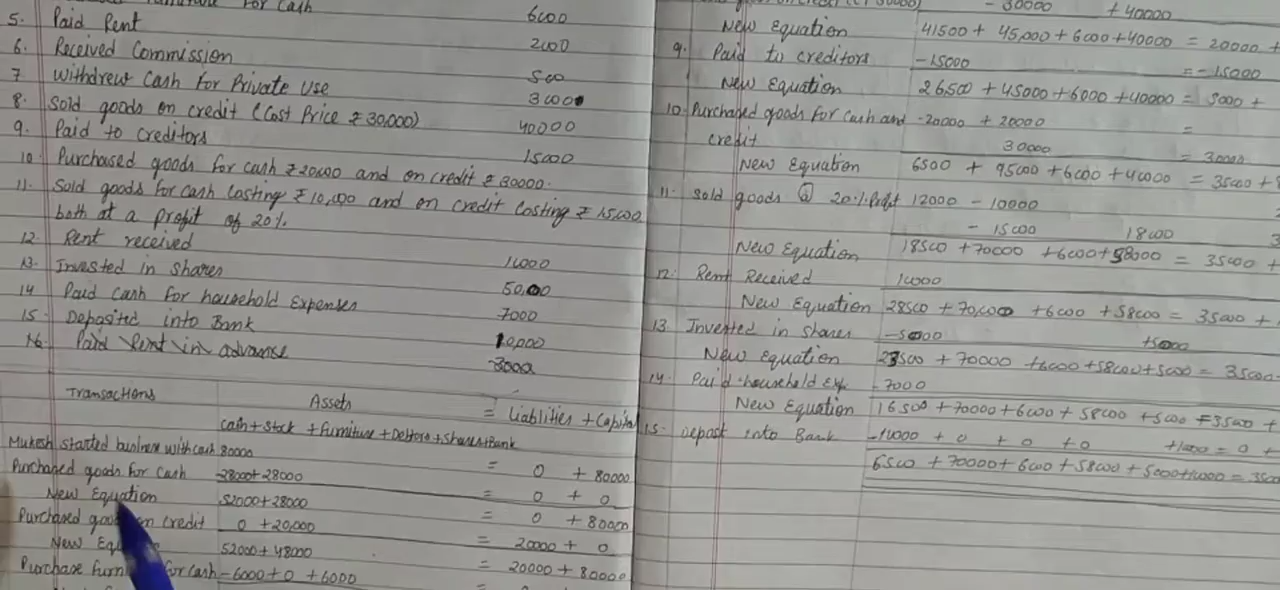 for Cash 6000
5. Paid Rent 2000
6. Received Commission 500
7 Withdrew Cash for Private Use 3000
8. Sold goods on credit (Cost Price ₹30,000) 40000
9. Paid to creditors 15000
10. Purchased goods for cash ₹20000 and on credit ₹30000.
11. Sold goods for cash Costing ₹10,000 and on credit Costing ₹15,000
both at a profit of 20%.
12. Rent received
13. Invested in shares
14 Paid Cash for household Expenses 7000
15. Deposited into Bank 10,000
16. Paid Rent in advance 3000
Transactions Assets = Liablities + Capital
Cash + Stock + Furniture + Debtors + Shares + Bank
Mukesh started business with cash 80000 = 0 + 80000
Purchased goods for Cash -28000 + 28000 = 0 + 0
New Equation 52000 + 28000 = 0 + 80000
Purchased goods on credit 0 + 20,000 = 20000 + 0
New 52000 + 48000 = 20000 + 80000
Purchase for cash -6000 + 0 + 6000
- 30000 + 40000
New Equation 41500 + 45,000 + 6000 + 40000 = 20000 +
9. Paid to creditors -15000 = -15000
New Equation 26500 + 45000 + 6000 + 40000 = 5000 +
10. Purchased goods for Cash and -20000 + 20000 =
credit 30000 = 30000
New Equation 6500 + 95000 + 6000 + 40000 = 35000 +
11. Sold goods @ 20% Profit 12000 - 10000
- 15000 18000
New Equation 18500 + 70000 + 6000 + 58000 = 35000 +
12. Rent Received 10000
New Equation 28500 + 70,000 + 6000 + 58000 = 35000 +
13. Invested in shares -5000 +5000
New Equation 23500 + 70000 + 6000 + 58000 + 5000 = 35000
14. Paid household Exp. -7000
New Equation 16500 + 70000 + 6000 + 58000 + 5000 = 35000 +
15. Deposit into Bank -10000 + 0 + 0 + 0 = 0 +
6500 + 70000 + 6000 + 58000 + 5000 + 10000 = 3500